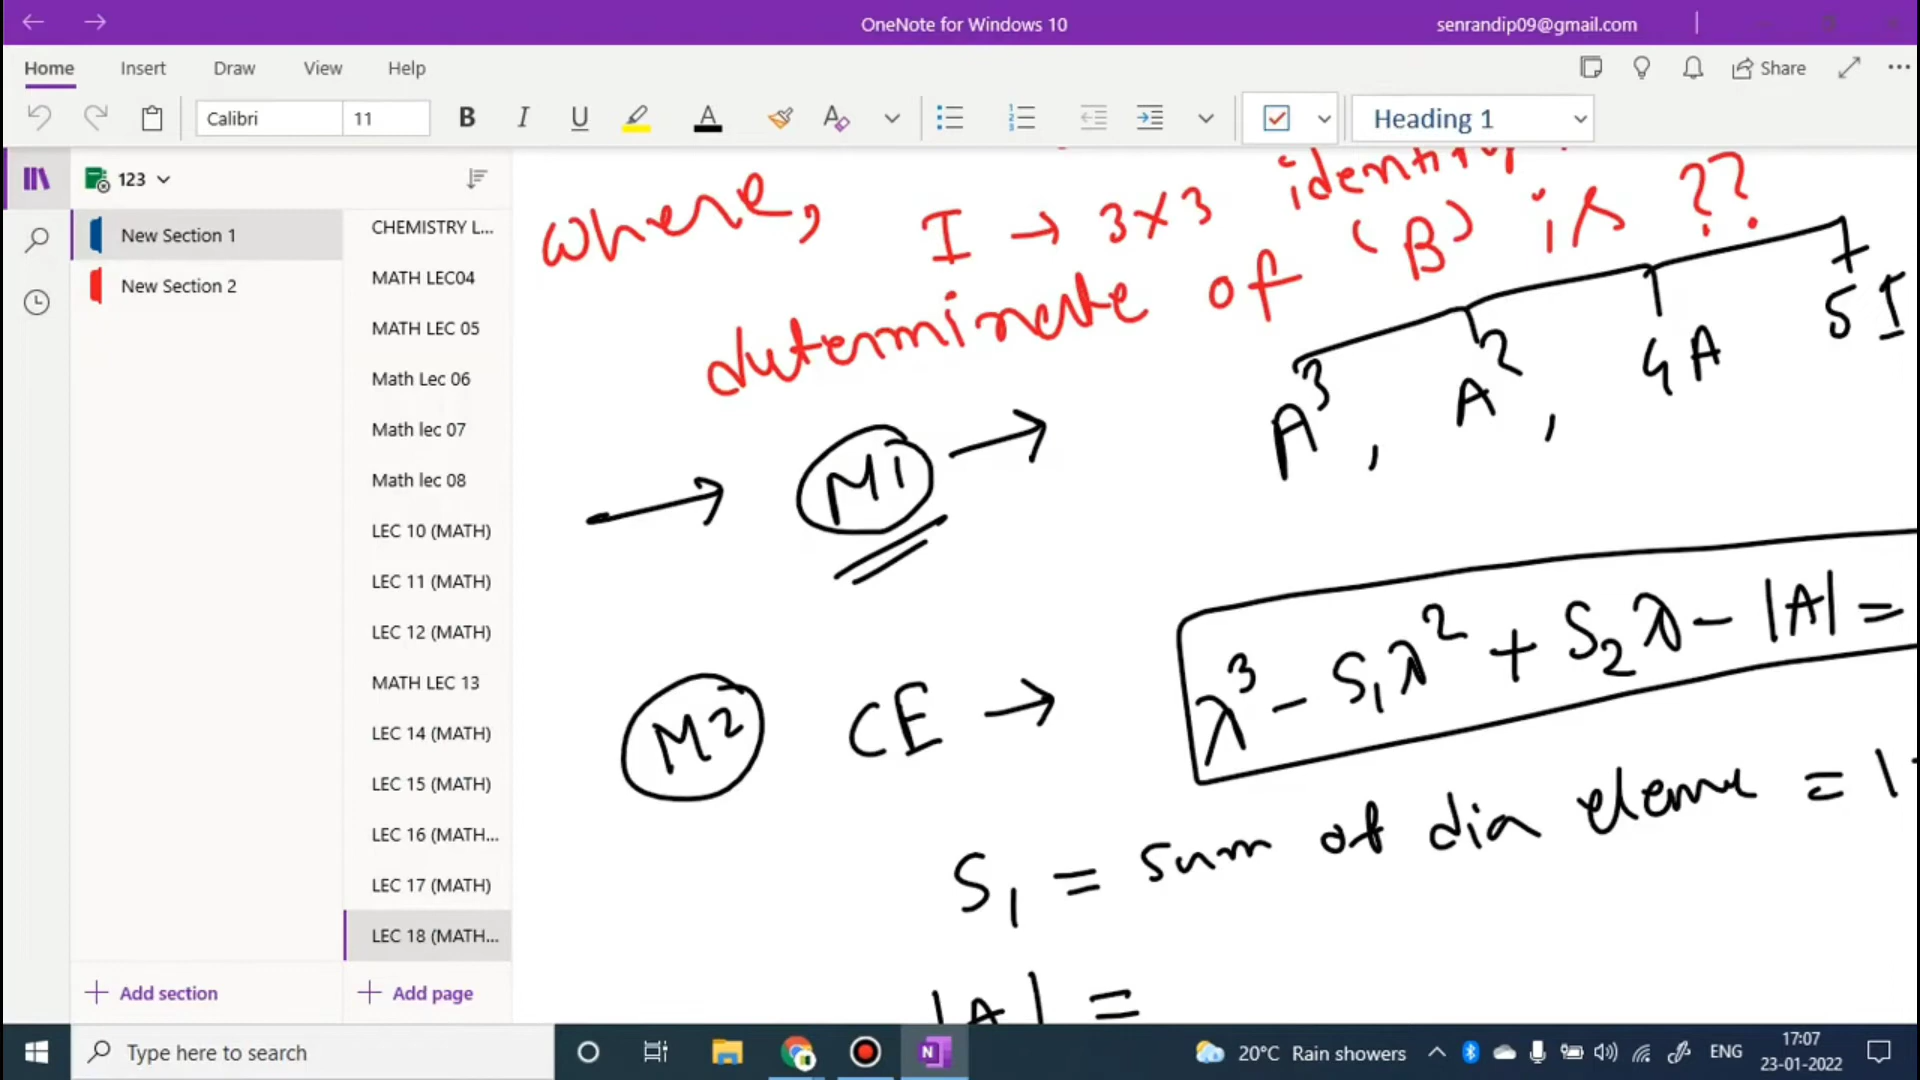 OneNote for Windows 10
senrandip09@gmail.com
Home Insert Draw View Help
Share
Calibri 11 B I U A A Heading 1
123
New Section 1
New Section 2
Add section
CHEMISTRY L...
MATH LEC04
MATH LEC 05
Math Lec 06
Math lec 07
Math lec 08
LEC 10 (MATH)
LEC 11 (MATH)
LEC 12 (MATH)
MATH LEC 13
LEC 14 (MATH)
LEC 15 (MATH)
LEC 16 (MATH...
LEC 17 (MATH)
LEC 18 (MATH...
Add page
where, I → 3×3 identity
determinate of 'B' is ??
A³, A², 4A 5I
→ M1 →
M2 CE → λ³ - S₁λ² + S₂λ - |A| =
S₁ = sum of dia eleme = 1
|A| =
Type here to search
N
20°C Rain showers
ENG
17:07
23-01-2022